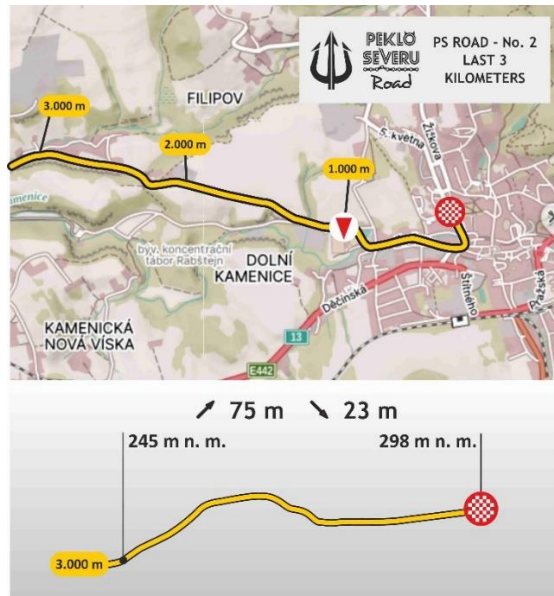 PEKLO
SEVERU
Road
PS ROAD - No. 2
LAST 3
KILOMETERS
3.000 m
FILIPOV
2.000 m
5. května
Žižkova
1.000 m
menice
býv. koncentrační
tábor Rabštejn
DOLNÍ
KAMENICE
Děčínská
Štítného
Pražská
KAMENICKÁ
NOVÁ VÍSKA
13
E442
75 m
23 m
245 m n. m.
298 m n. m.
3.000 m